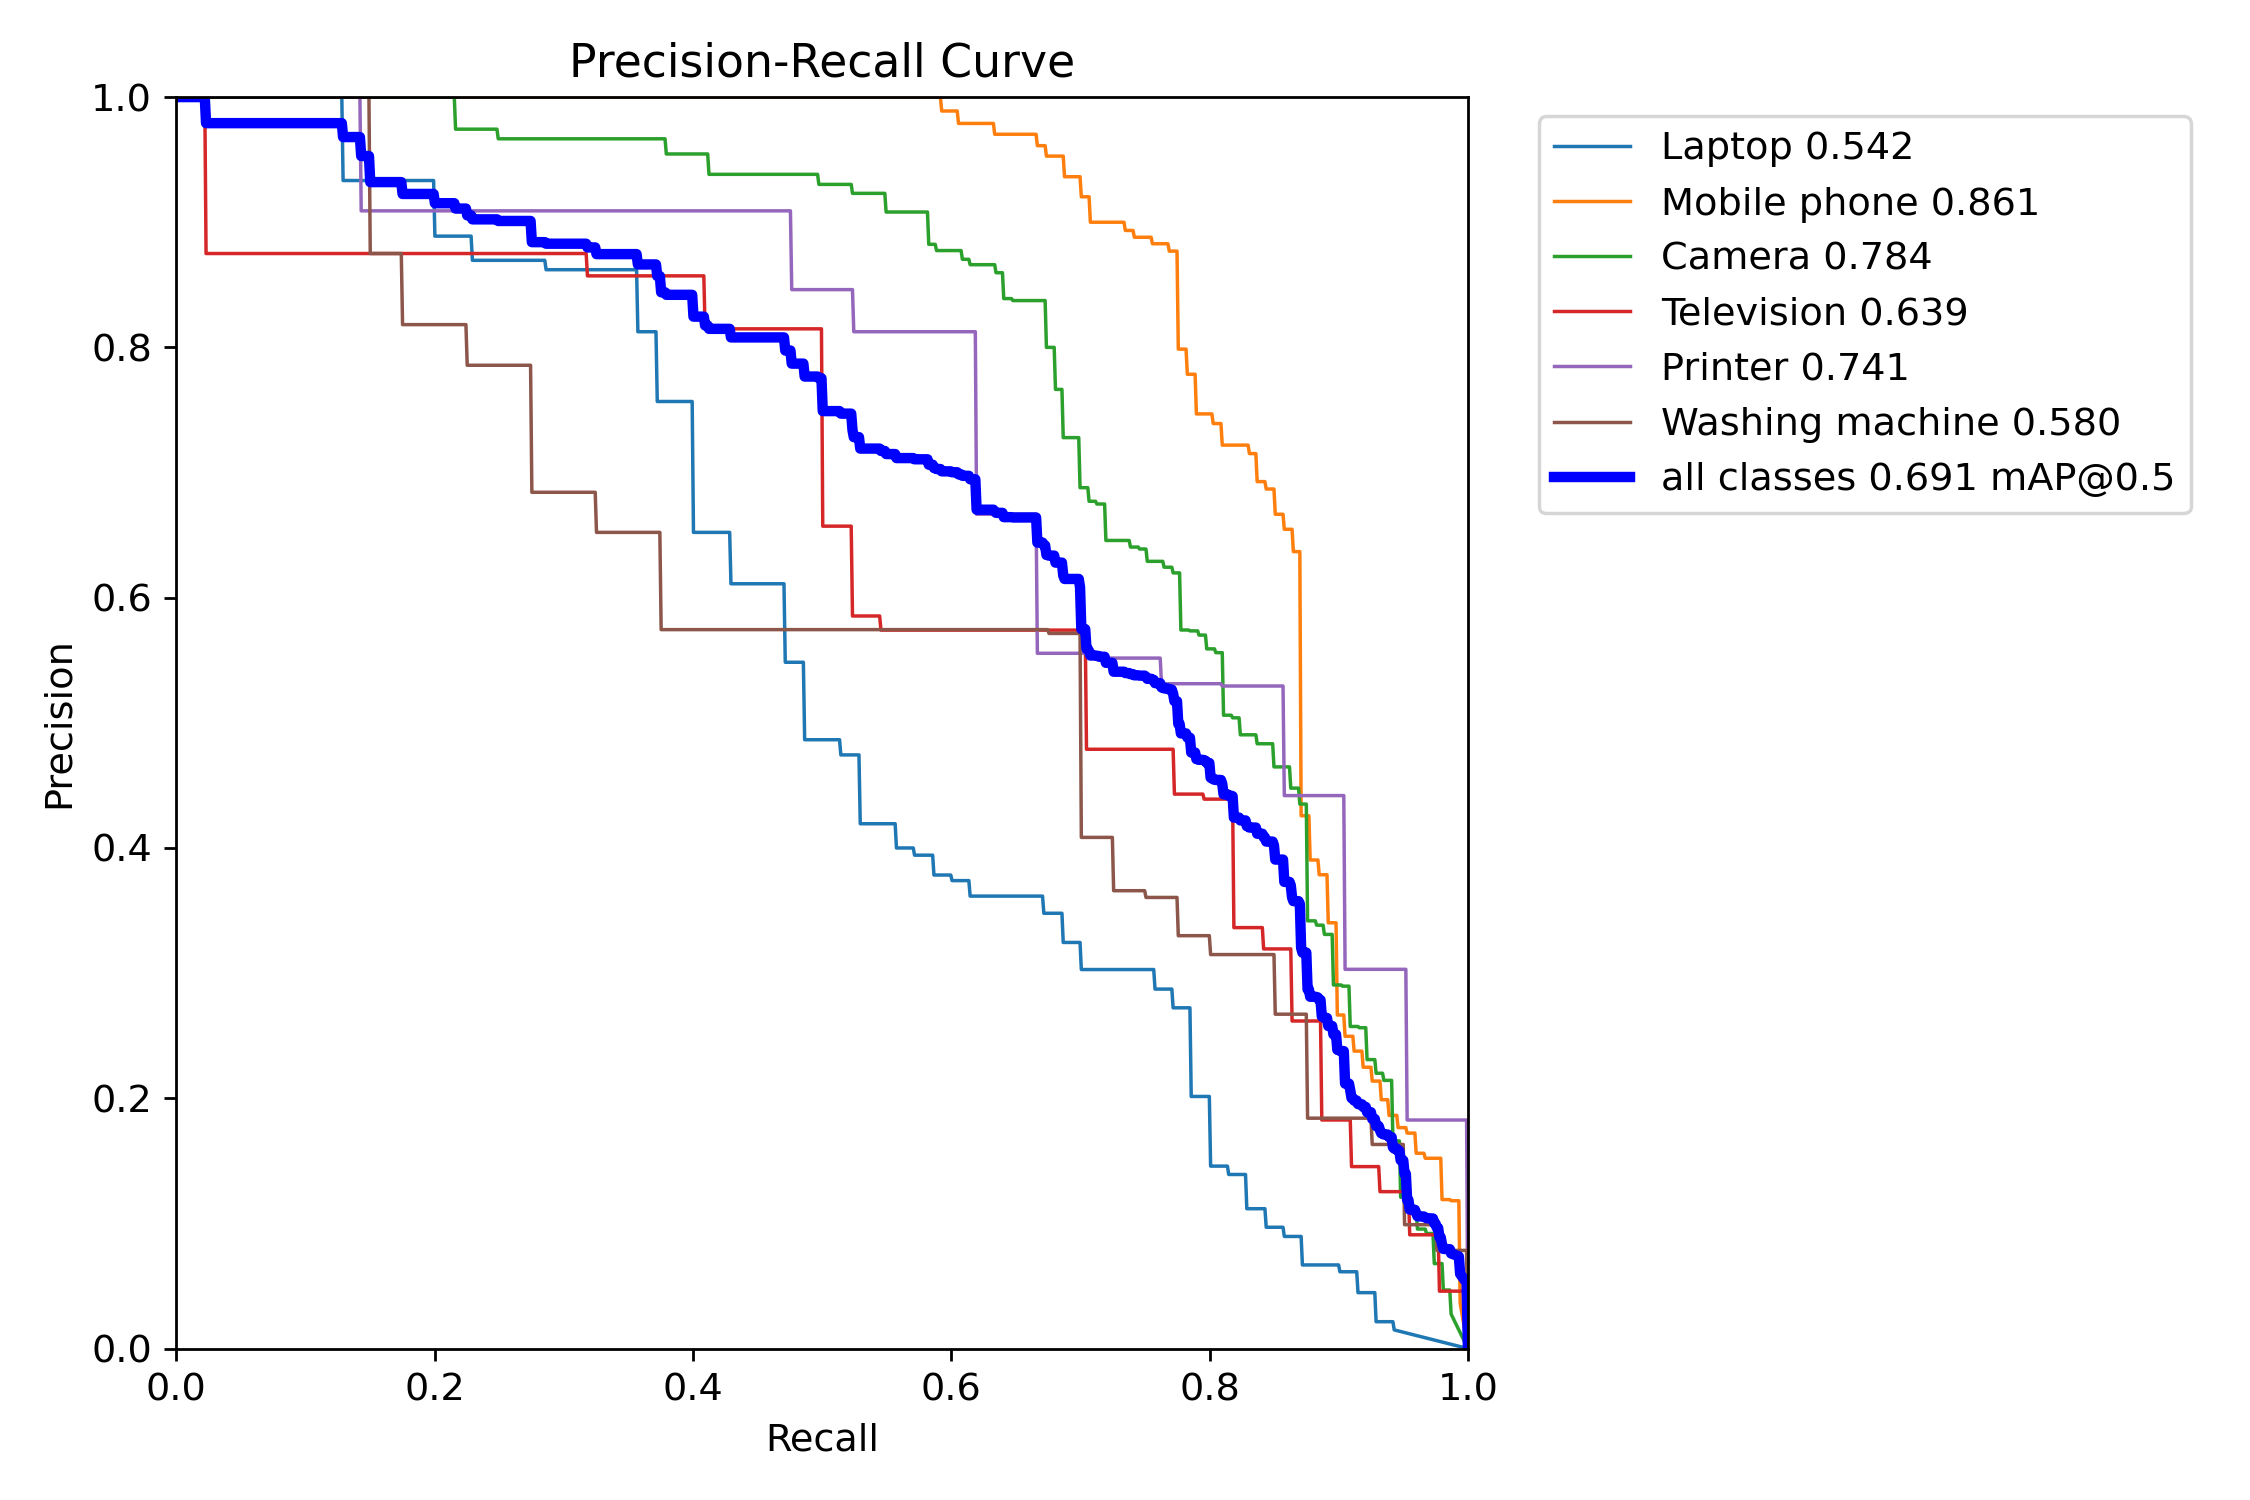 Precision-Recall Curve
1.0
0.8
0.6
0.4
0.2
0.0
Precision
0.0 0.2 0.4 0.6 0.8 1.0
Recall
Laptop 0.542
Mobile phone 0.861
Camera 0.784
Television 0.639
Printer 0.741
Washing machine 0.580
all classes 0.691 mAP@0.5